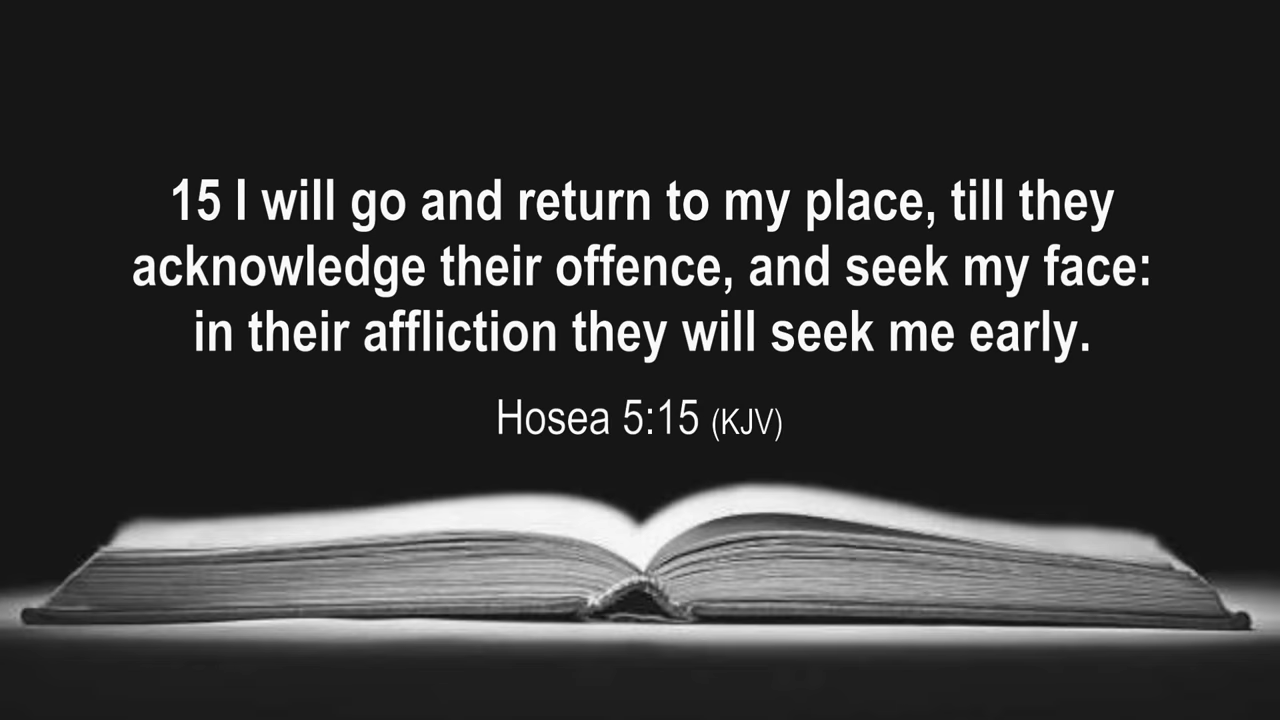 15 I will go and return to my place, till they
acknowledge their offence, and seek my face:
in their affliction they will seek me early.
Hosea 5:15 (KJV)